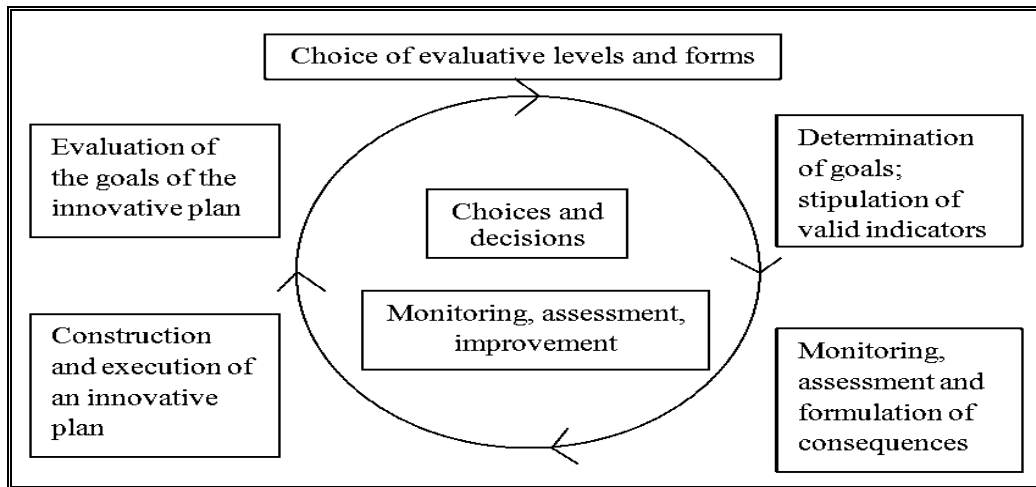 Choice of evaluative levels and forms
Evaluation of
the goals of the
innovative plan
Determination
of goals;
stipulation of
valid indicators
Choices and
decisions
Monitoring, assessment,
improvement
Construction
and execution of
an innovative
plan
Monitoring,
assessment and
formulation of
consequences